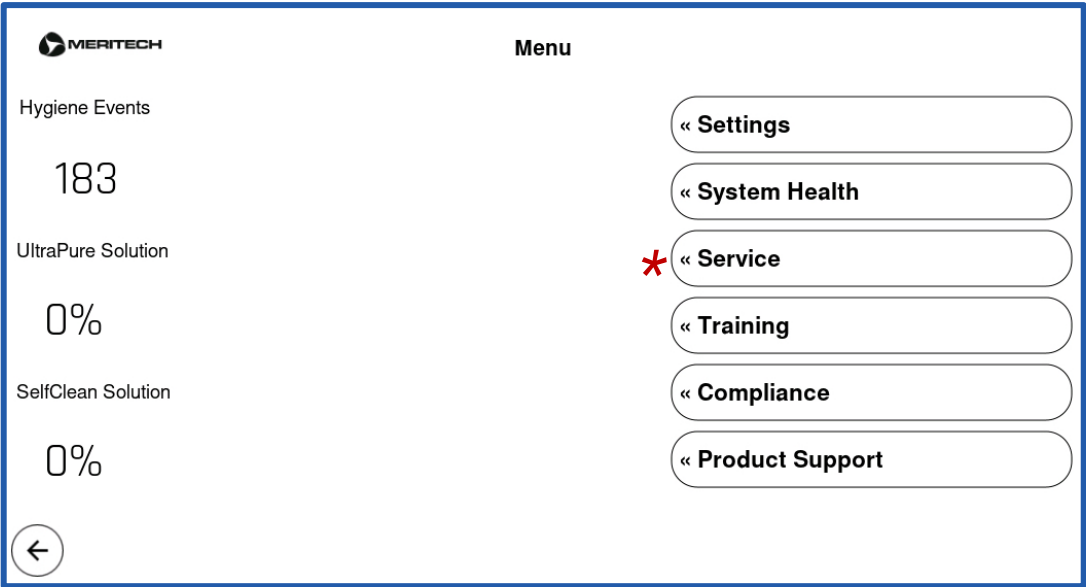 MERITECH
Menu
Hygiene Events
183
UltraPure Solution
0%
SelfClean Solution
0%
« Settings
« System Health
* « Service
« Training
« Compliance
« Product Support